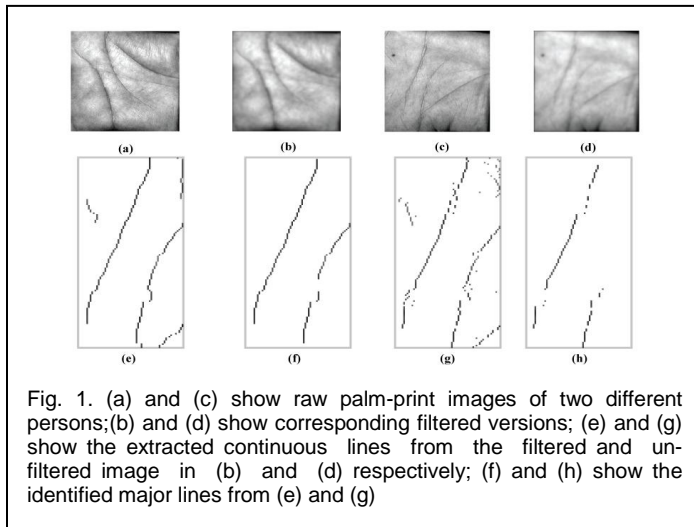 (a) (b) (c) (d)
(e) (f) (g) (h)
Fig. 1. (a) and (c) show raw palm-print images of two different
persons;(b) and (d) show corresponding filtered versions; (e) and (g)
show the extracted continuous lines from the filtered and un-
filtered image in (b) and (d) respectively; (f) and (h) show the
identified major lines from (e) and (g)